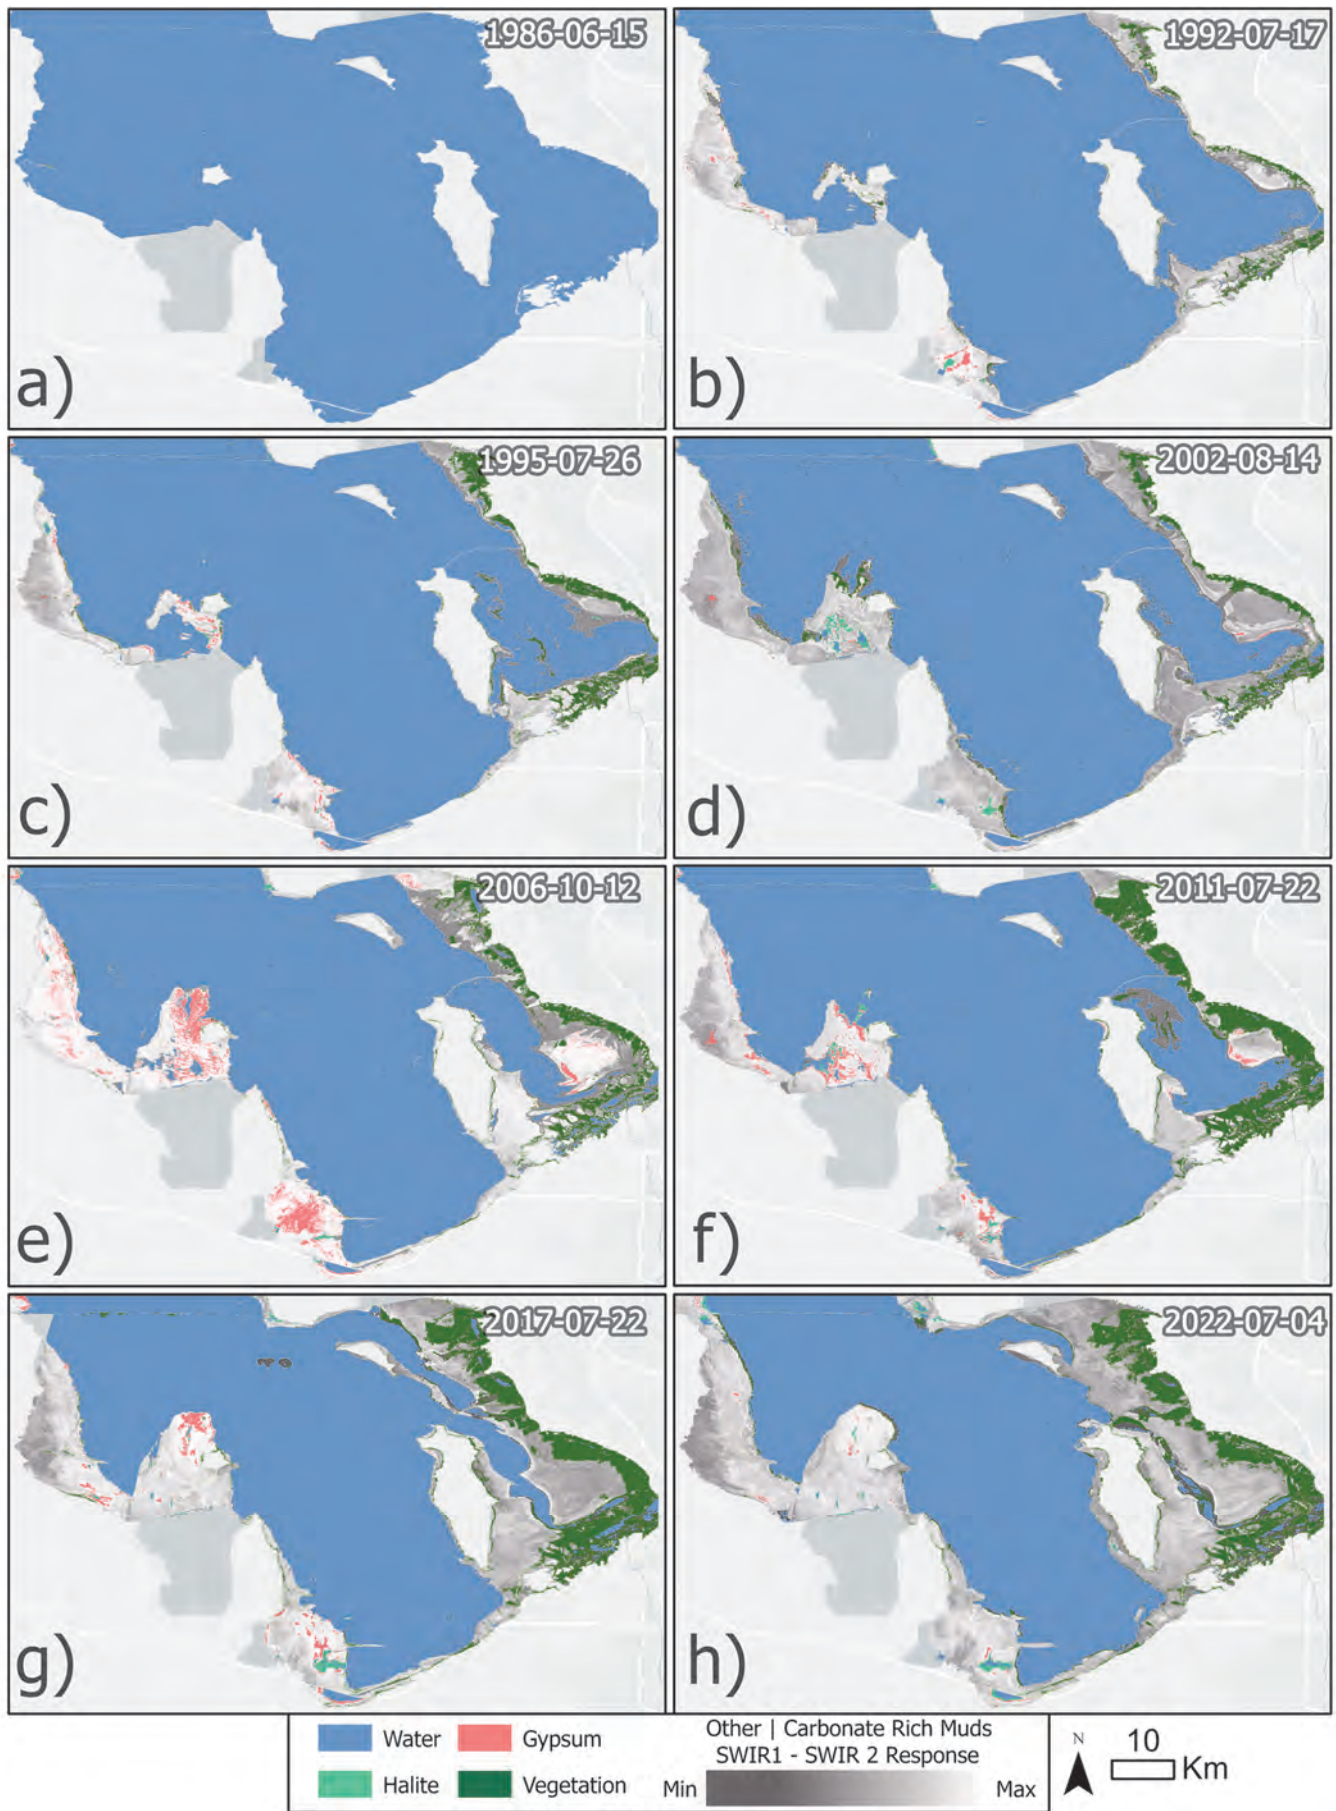 1986-06-15
a)
1992-07-17
b)
1995-07-26
c)
2002-08-14
d)
2006-10-12
e)
2011-07-22
f)
2017-07-22
g)
2022-07-04
h)
Water
Gypsum
Halite
Vegetation
Other | Carbonate Rich Muds
SWIR1 - SWIR 2 Response
Min
Max
N
10
Km